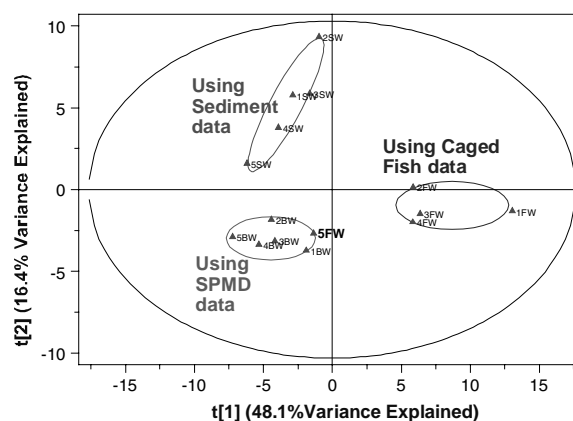 10
5
0
-5
-10
t[2] (16.4% Variance Explained)
2SW
1SW
3SW
4SW
5SW
Using
Sediment
data
Using Caged
Fish data
2FW
3FW
4FW
1FW
5FW
2BW
5BW
4BW
3BW
1BW
Using
SPMD
data
-15
-10
-5
0
5
10
15
t[1] (48.1%Variance Explained)